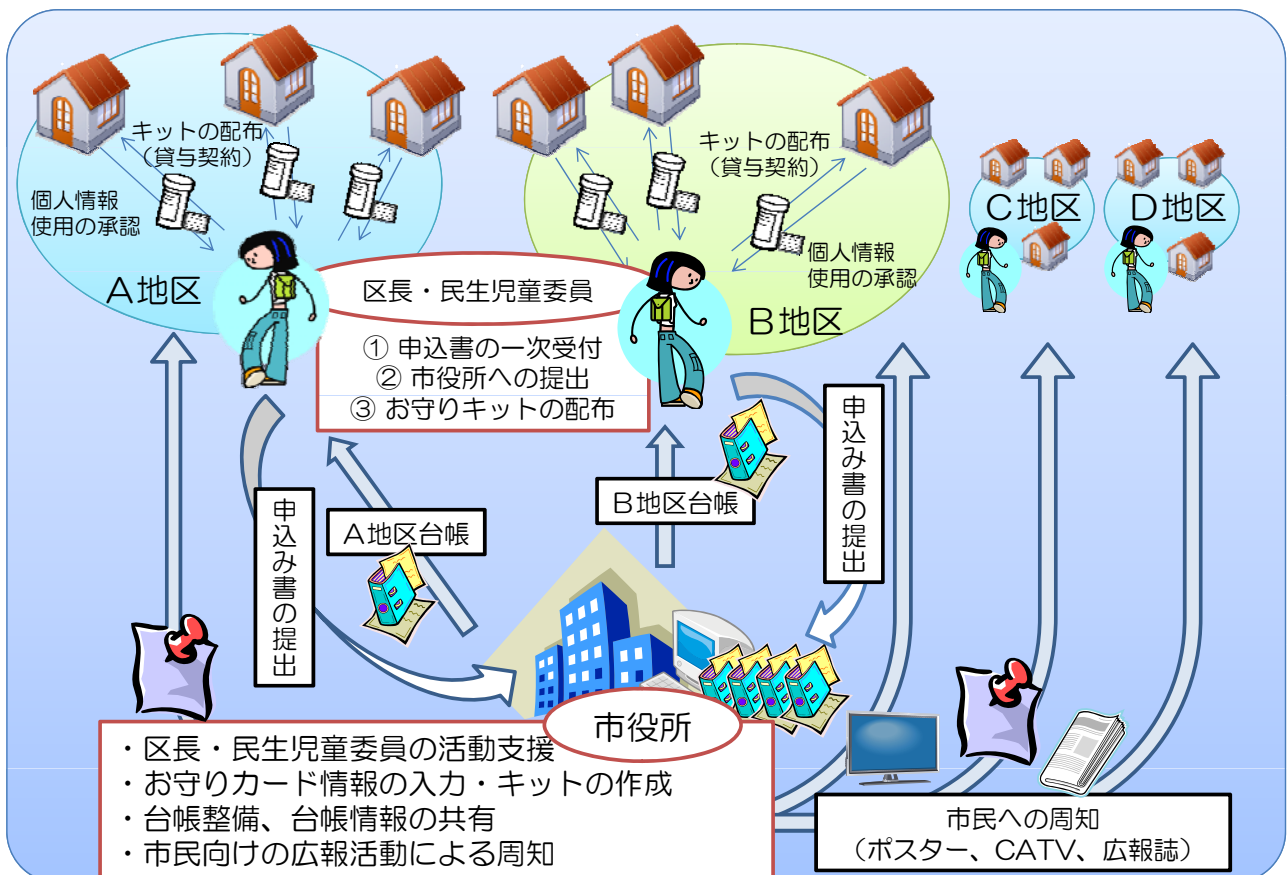 キットの配布
（貸与契約）
個人情報
使用の承認
A地区
キットの配布
（貸与契約）
個人情報
使用の承認
B地区
C地区
D地区
区長・民生児童委員
① 申込書の一次受付
② 市役所への提出
③ お守りキットの配布
申込み書の提出
A地区台帳
B地区台帳
申込み書の提出
市役所
・区長・民生児童委員の活動支援
・お守りカード情報の入力・キットの作成
・台帳整備、台帳情報の共有
・市民向けの広報活動による周知
市民への周知
（ポスター、CATV、広報誌）